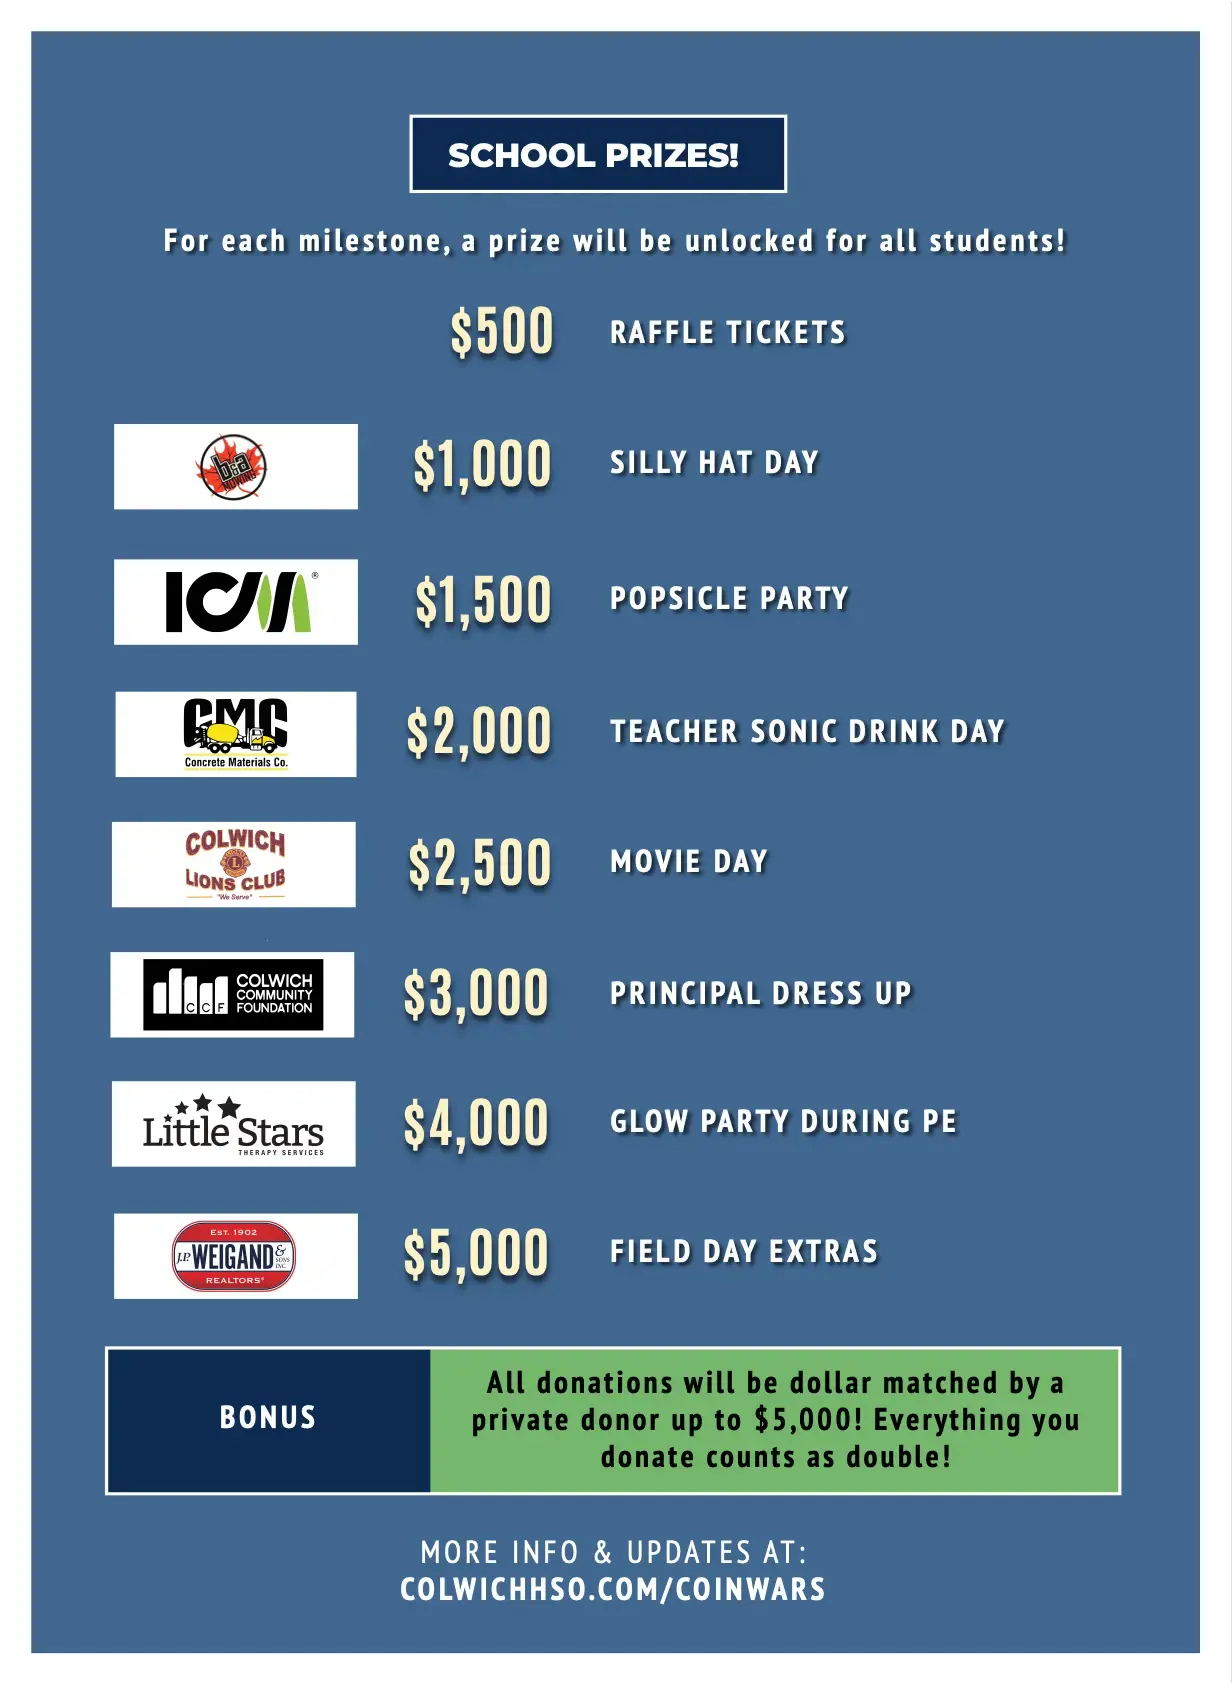 SCHOOL PRIZES!
For each milestone, a prize will be unlocked for all students!
$500 RAFFLE TICKETS
b&a
MOWING
$1,000 SILLY HAT DAY
ICM®
$1,500 POPSICLE PARTY
CMC
Concrete Materials Co.
$2,000 TEACHER SONIC DRINK DAY
COLWICH
L
LIONS CLUB
"We Serve"
$2,500 MOVIE DAY
CCF
COLWICH
COMMUNITY
FOUNDATION
$3,000 PRINCIPAL DRESS UP
Little Stars
THERAPY SERVICES
$4,000 GLOW PARTY DURING PE
EST. 1902
J.P. WEIGAND & SONS INC.
REALTORS®
$5,000 FIELD DAY EXTRAS
BONUS
All donations will be dollar matched by a
private donor up to $5,000! Everything you
donate counts as double!
MORE INFO & UPDATES AT:
COLWICHHSO.COM/COINWARS